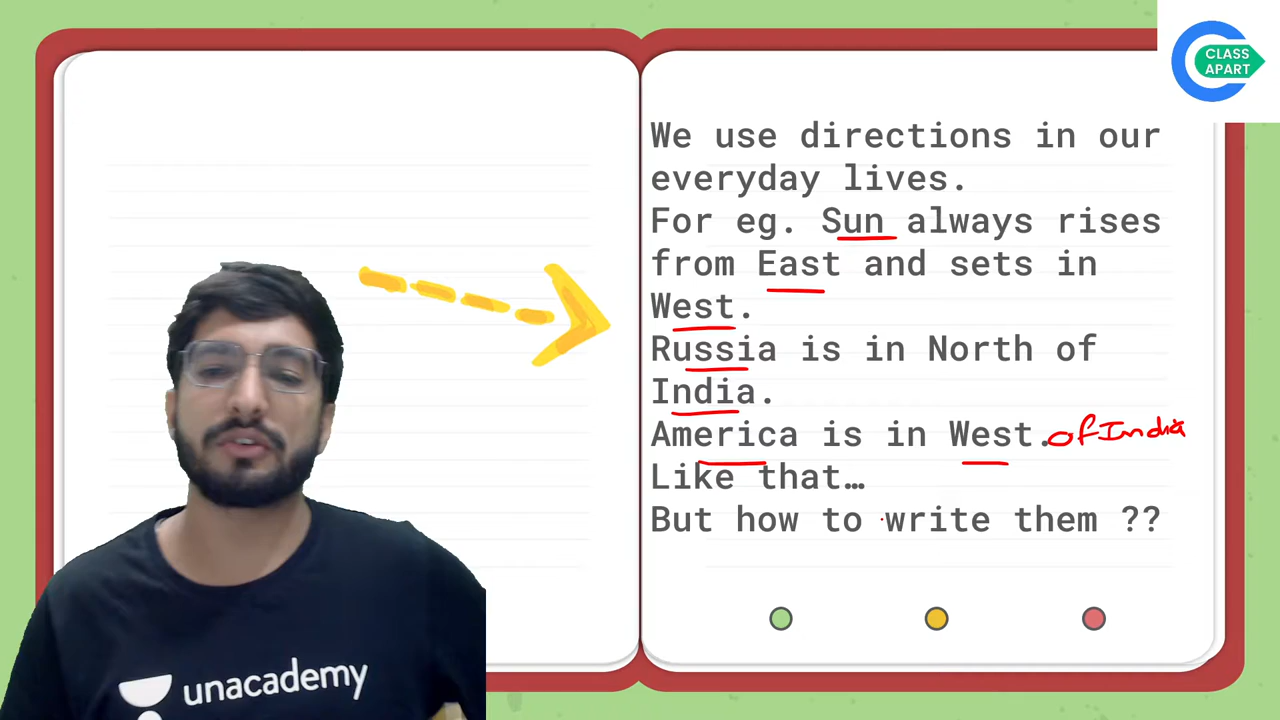 CLASS
APART
We use directions in our
everyday lives.
For eg. Sun always rises
from East and sets in
West.
Russia is in North of
India.
America is in West. of India
Like that…
But how to write them ??
unacademy